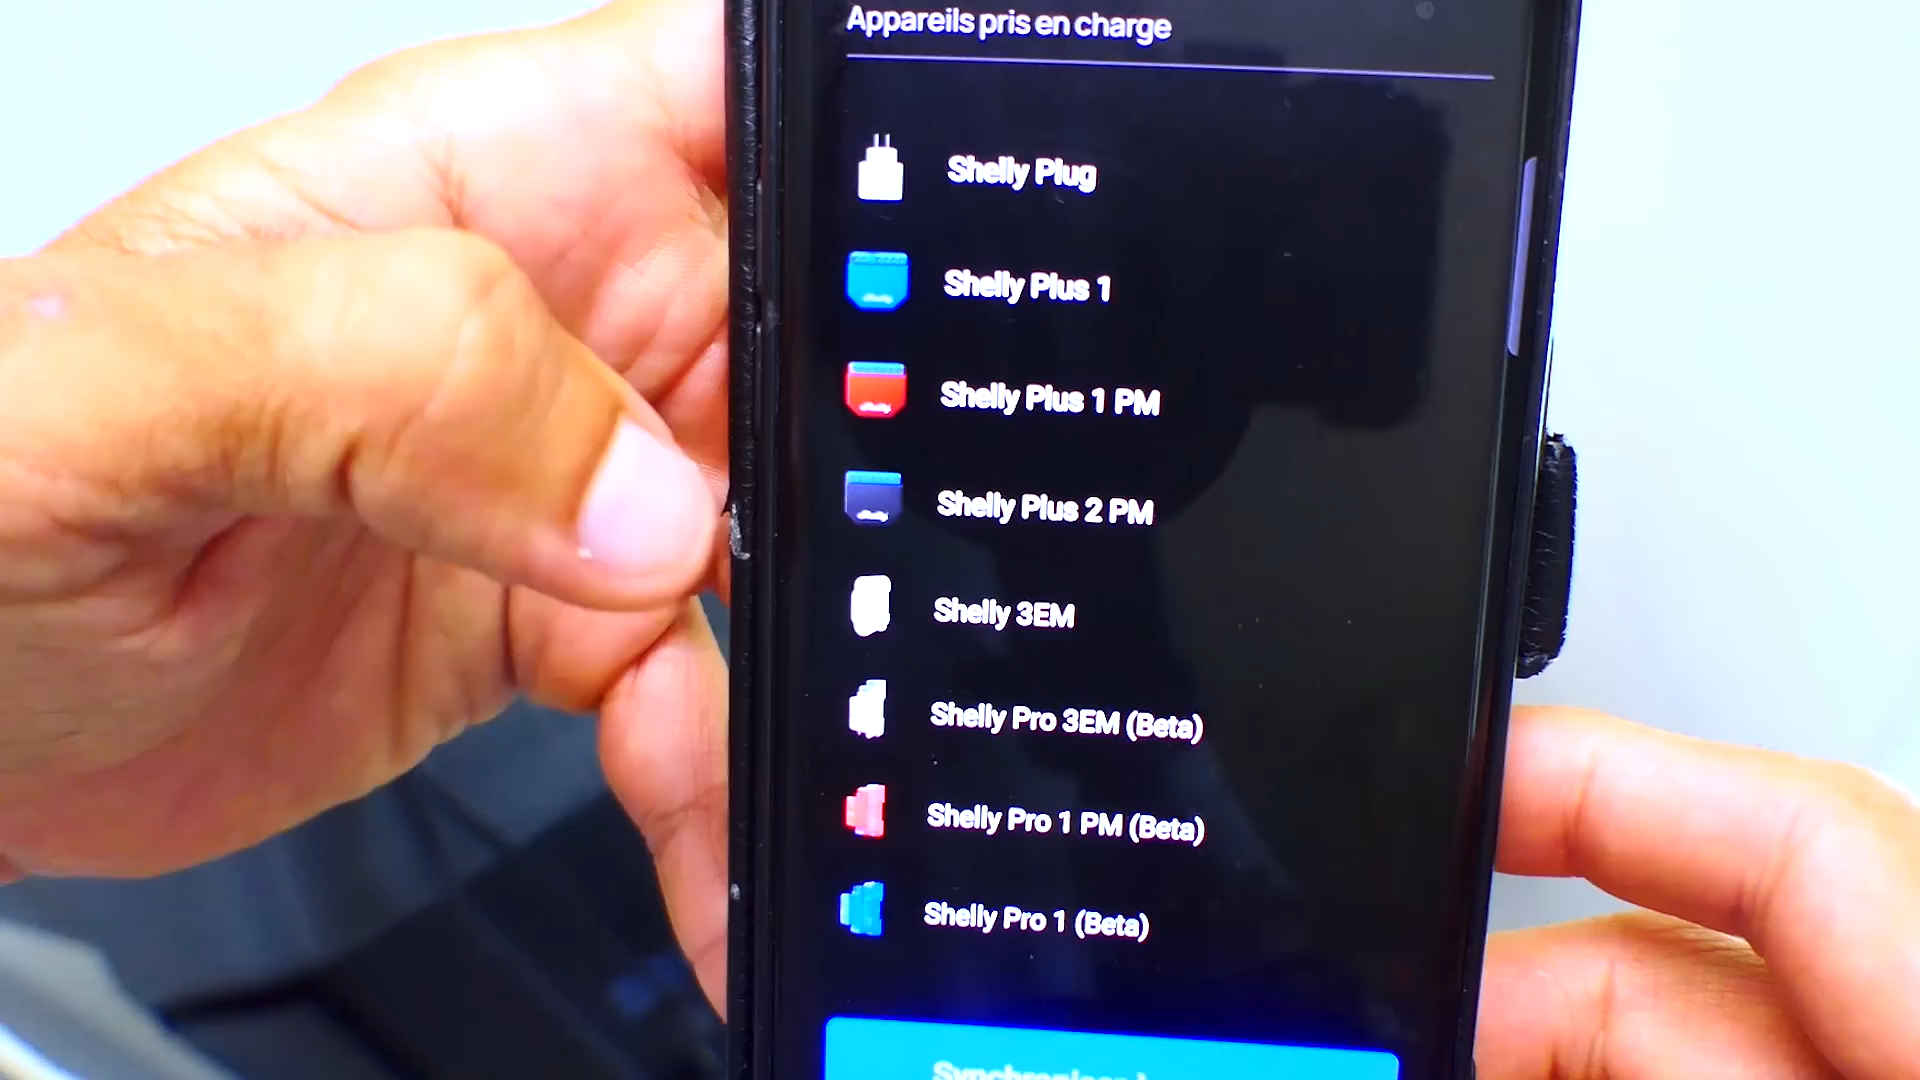 Appareils pris en charge
Shelly Plug
Shelly Plus 1
Shelly Plus 1 PM
Shelly Plus 2 PM
Shelly 3EM
Shelly Pro 3EM (Beta)
Shelly Pro 1 PM (Beta)
Shelly Pro 1 (Beta)